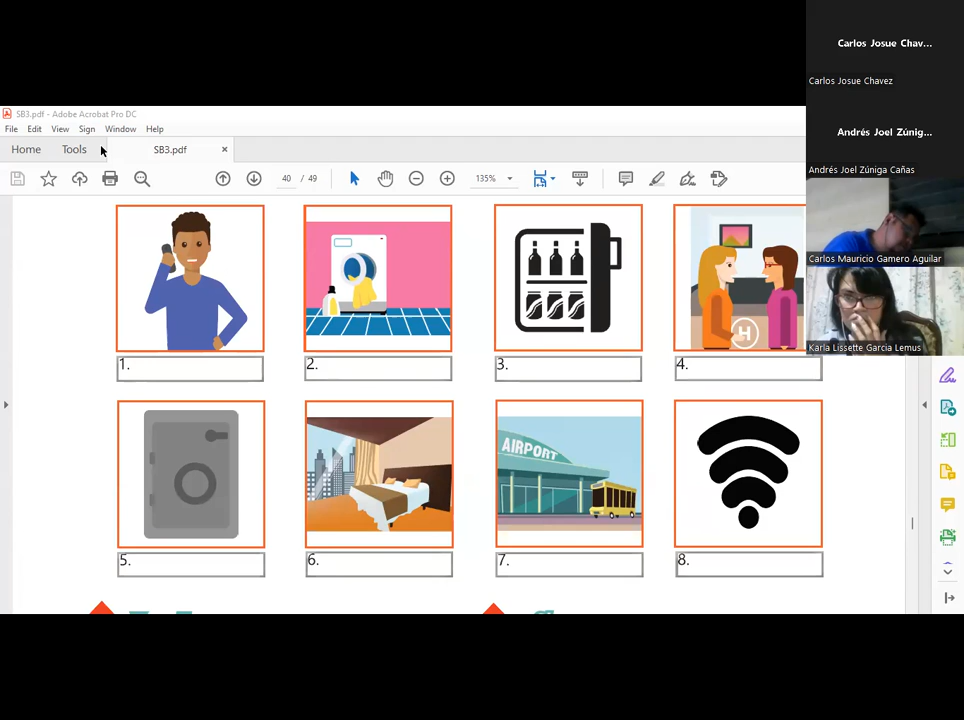 Carlos Josue Chav...
Carlos Josue Chavez
SB3.pdf - Adobe Acrobat Pro DC
File Edit View Sign Window Help
Andrés Joel Zúnig...
Home Tools SB3.pdf ×
Andrés Joel Zúñiga Cañas
40 / 49 135%
Carlos Mauricio Gamero Aguilar
H
Karla Lissette Garcia Lemus
1. 2. 3. 4.
AIRPORT
5. 6. 7. 8.